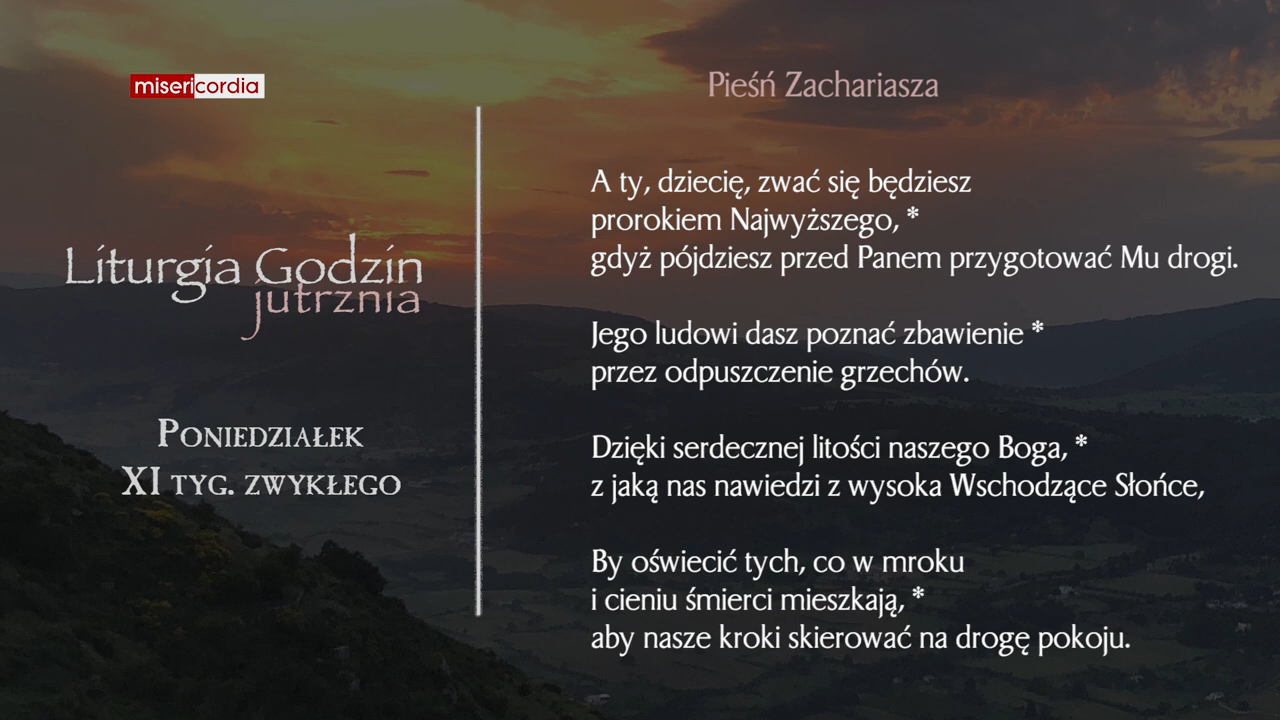 misericordia
Liturgia Godzin
jutrznia
Poniedziałek
XI tyg. zwykłego
Pieśń Zachariasza
A ty, dziecię, zwać się będziesz
prorokiem Najwyższego, *
gdyż pójdziesz przed Panem przygotować Mu drogi.
Jego ludowi dasz poznać zbawienie *
przez odpuszczenie grzechów.
Dzięki serdecznej litości naszego Boga, *
z jaką nas nawiedzi z wysoka Wschodzące Słońce,
By oświecić tych, co w mroku
i cieniu śmierci mieszkają, *
aby nasze kroki skierować na drogę pokoju.